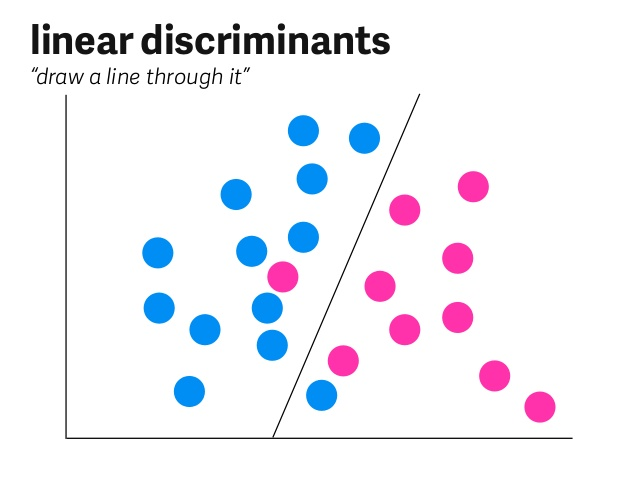 linear discriminants
“draw a line through it”